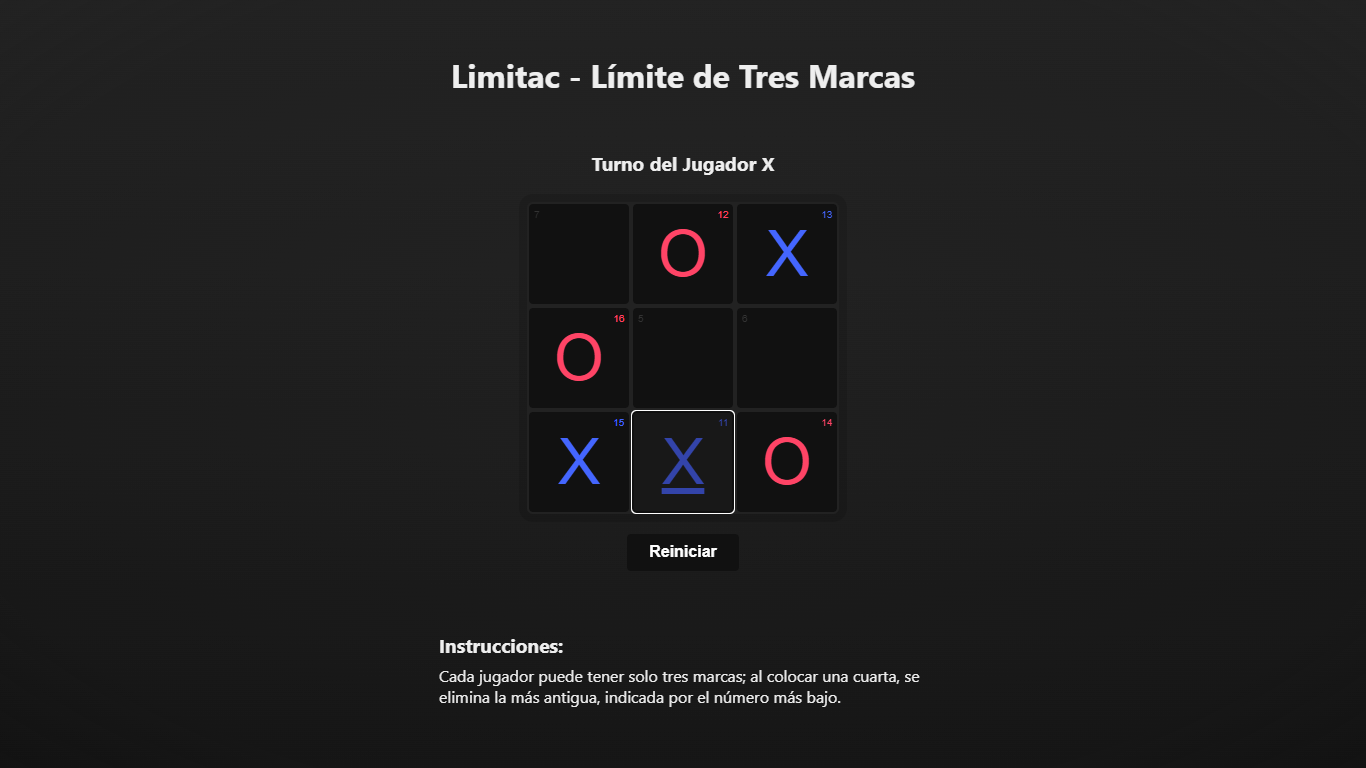 Limitac - Límite de Tres Marcas
Turno del Jugador X
7 12 13
O X
16 5 6
O
15 11 14
X X O
Reiniciar
Instrucciones:
Cada jugador puede tener solo tres marcas; al colocar una cuarta, se
elimina la más antigua, indicada por el número más bajo.